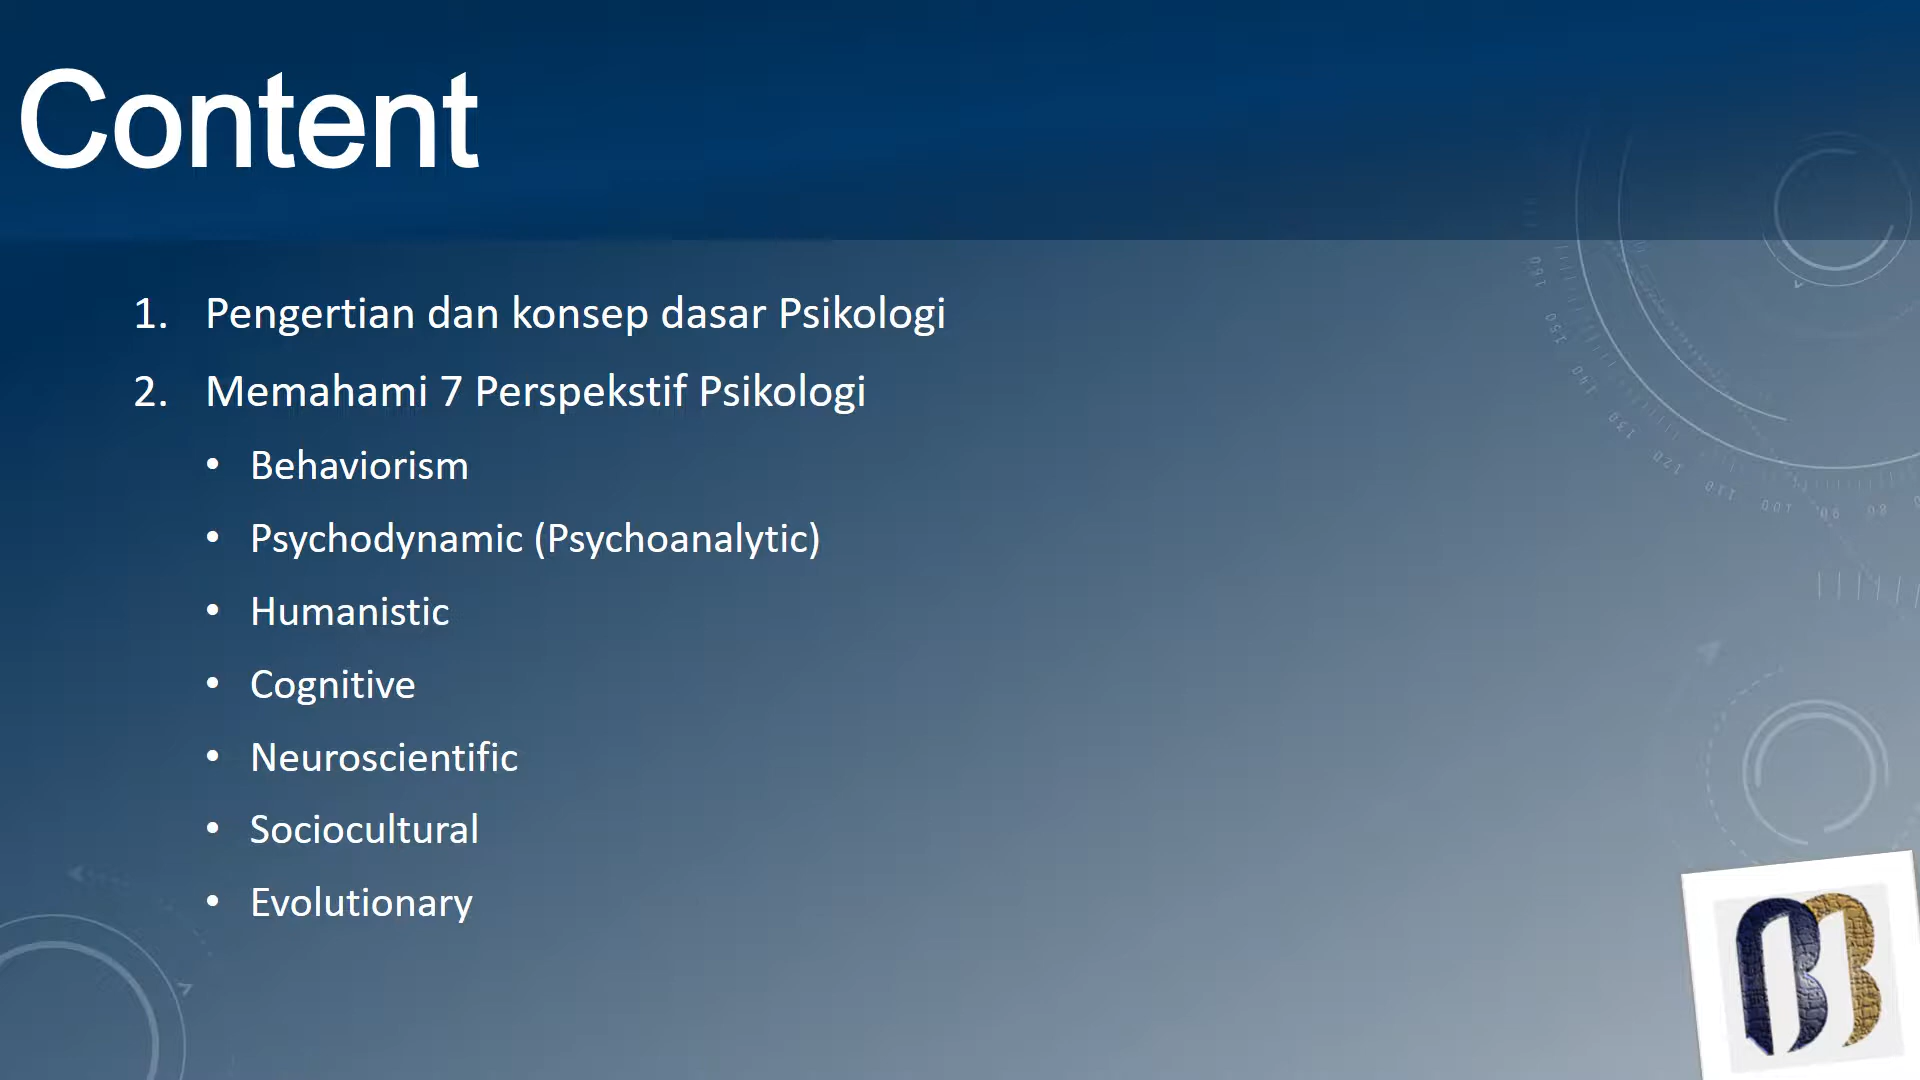 Content
1. Pengertian dan konsep dasar Psikologi
2. Memahami 7 Perspekstif Psikologi
• Behaviorism
• Psychodynamic (Psychoanalytic)
• Humanistic
• Cognitive
• Neuroscientific
• Sociocultural
• Evolutionary